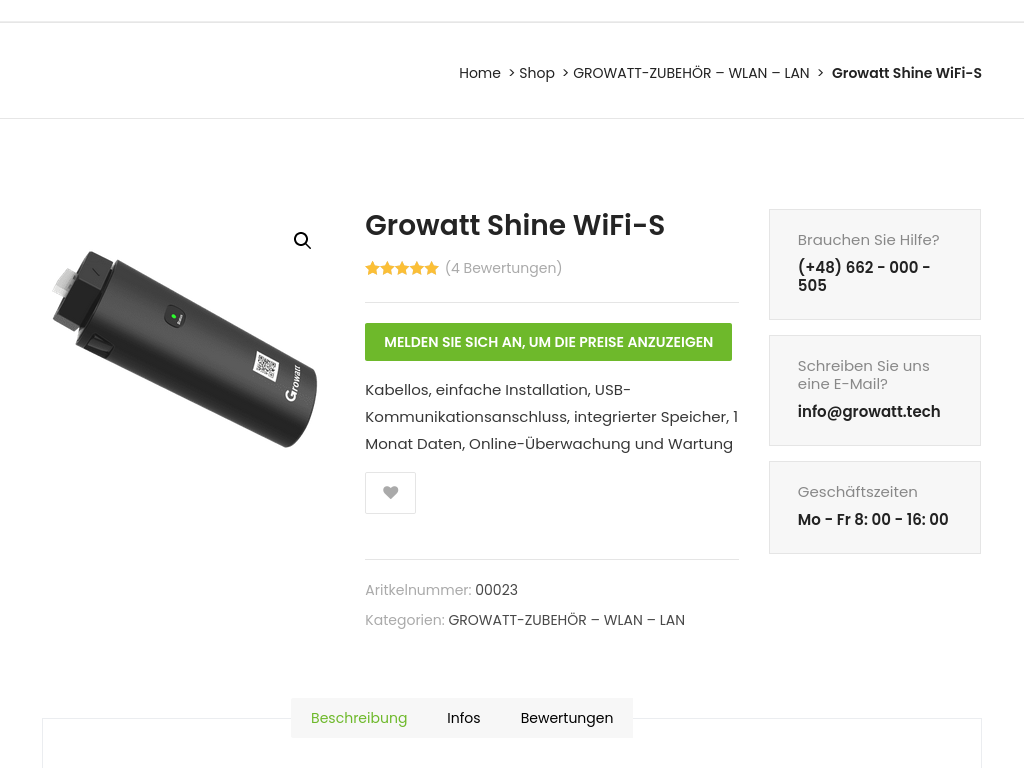 Home > Shop > GROWATT-ZUBEHÖR – WLAN – LAN > Growatt Shine WiFi-S
Growatt
Growatt Shine WiFi-S
(4 Bewertungen)
MELDEN SIE SICH AN, UM DIE PREISE ANZUZEIGEN
Kabellos, einfache Installation, USB-
Kommunikationsanschluss, integrierter Speicher, 1
Monat Daten, Online-Überwachung und Wartung
Aritkelnummer: 00023
Kategorien: GROWATT-ZUBEHÖR – WLAN – LAN
Brauchen Sie Hilfe?
(+48) 662 - 000 -
505
Schreiben Sie uns
eine E-Mail?
info@growatt.tech
Geschäftszeiten
Mo - Fr 8: 00 - 16: 00
Beschreibung
Infos
Bewertungen